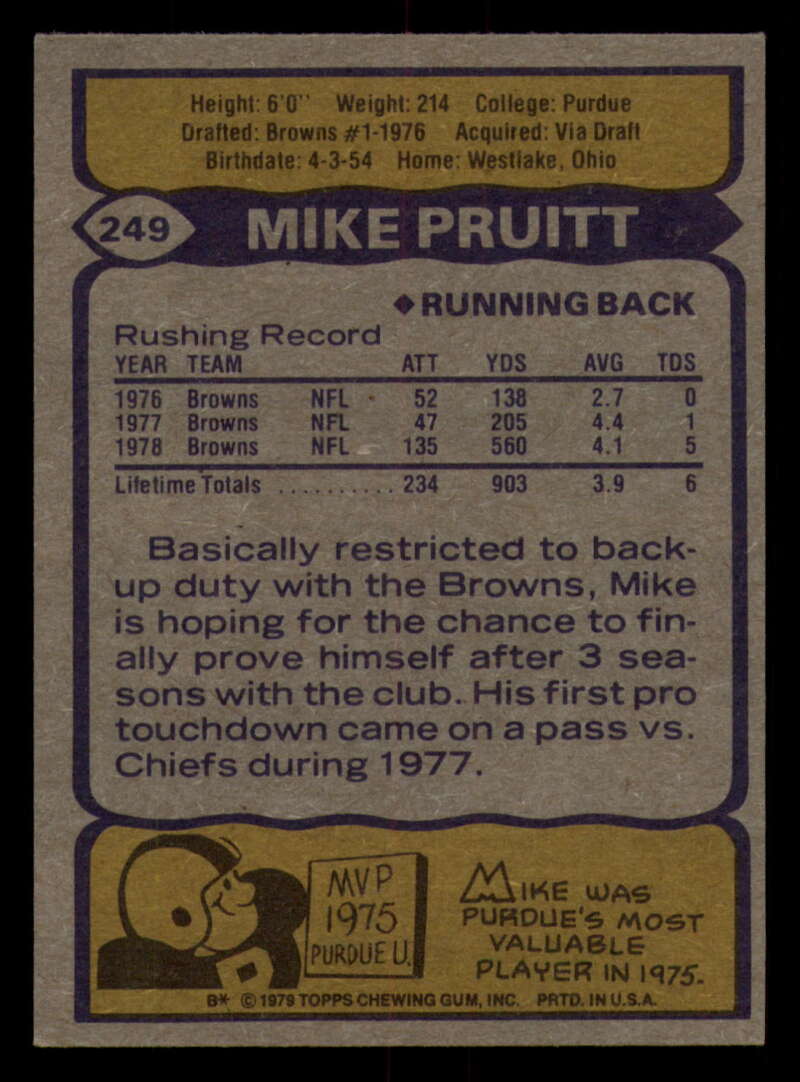 Height: 6'0" Weight: 214 College: Purdue
Drafted: Browns #1-1976 Acquired: Via Draft
Birthdate: 4-3-54 Home: Westlake, Ohio
249 MIKE PRUITT
RUNNING BACK
Rushing Record
YEAR TEAM ATT YDS AVG TDS
1976 Browns NFL 52 138 2.7 0
1977 Browns NFL 47 205 4.4 1
1978 Browns NFL 135 560 4.1 5
Lifetime Totals .......... 234 903 3.9 6
Basically restricted to back-
up duty with the Browns, Mike
is hoping for the chance to fin-
ally prove himself after 3 sea-
sons with the club. His first pro
touchdown came on a pass vs.
Chiefs during 1977.
MVP
1975
PURDUE U.
MIKE WAS
PURDUE'S MOST
VALUABLE
PLAYER IN 1975.
B* © 1979 TOPPS CHEWING GUM, INC. PRTD. IN U.S.A.